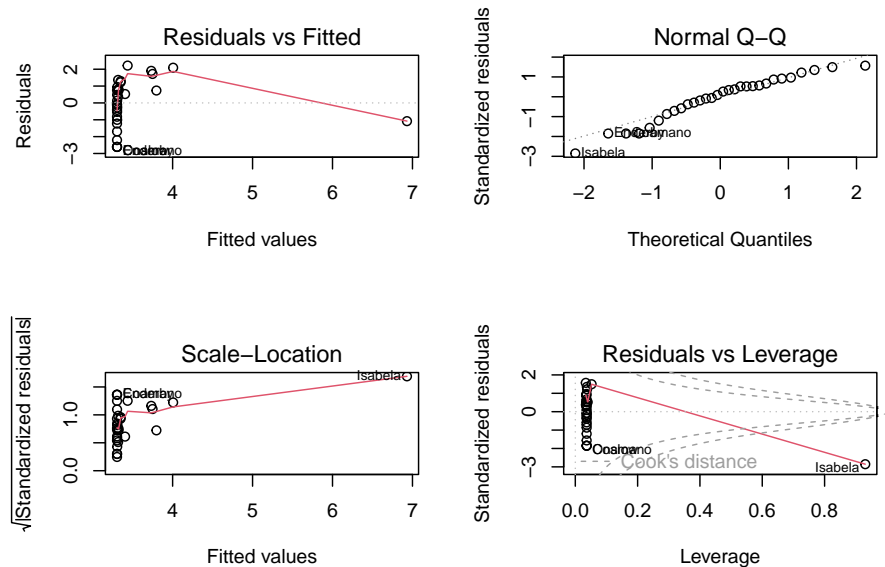 Residuals vs Fitted
Residuals
2
0
−3
4
5
6
7
Fitted values
Normal Q−Q
Standardized residuals
1
−1
−3
Isabela
−2
−1
0
1
2
Theoretical Quantiles
Scale−Location
√|Standardized residuals|
1.0
0.0
Isabela
4
5
6
7
Fitted values
Residuals vs Leverage
Standardized residuals
2
0
−3
Cook's distance
Isabela
0.0
0.2
0.4
0.6
0.8
Leverage